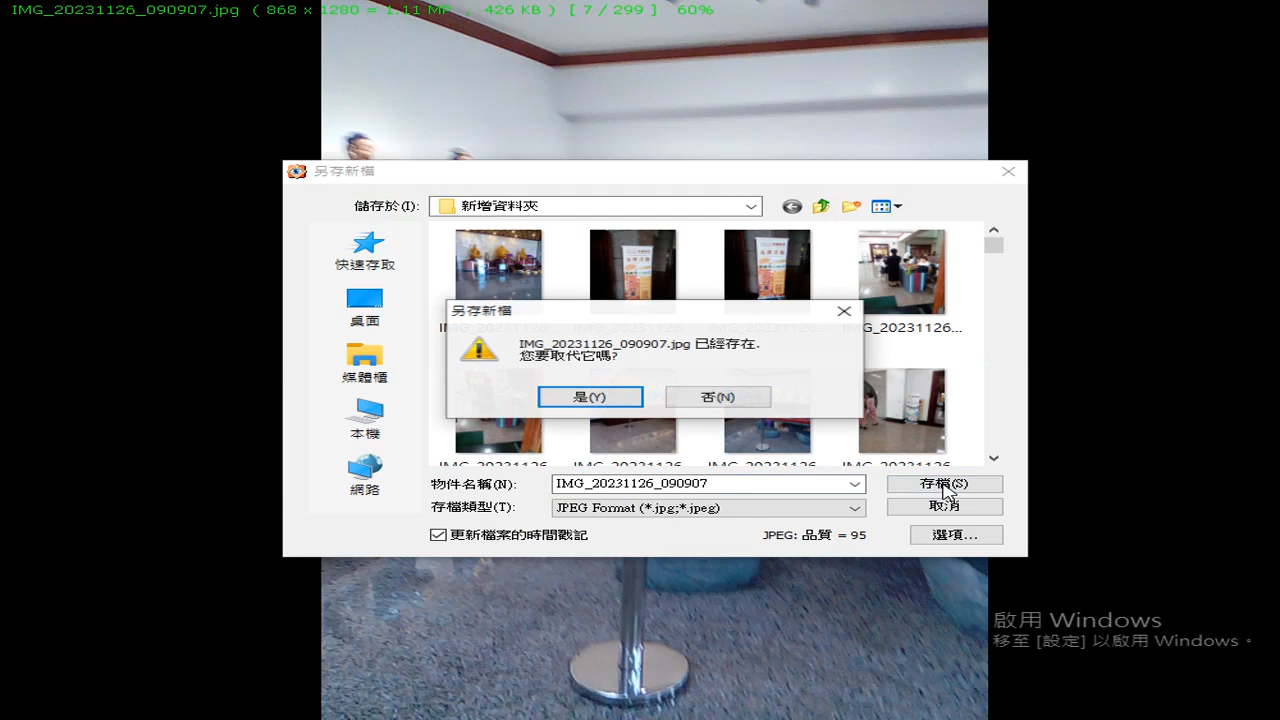 IMG_20231126_090907.jpg ( 868 x 1280 = 1.11 MP , 426 KB ) [ 7 / 299 ] 60%
另存新檔
儲存於(I):
新增資料夾
快速存取
桌面
媒體櫃
本機
網路
IMG_20231126...
另存新檔
IMG_20231126_090907.jpg 已經存在.
您要取代它嗎?
是(Y)
否(N)
物件名稱(N):
IMG_20231126_090907
存檔(S)
存檔類型(T):
JPEG Format (*.jpg;*.jpeg)
取消
更新檔案的時間戳記
JPEG: 品質 = 95
選項...
啟用 Windows
移至 [設定] 以啟用 Windows。